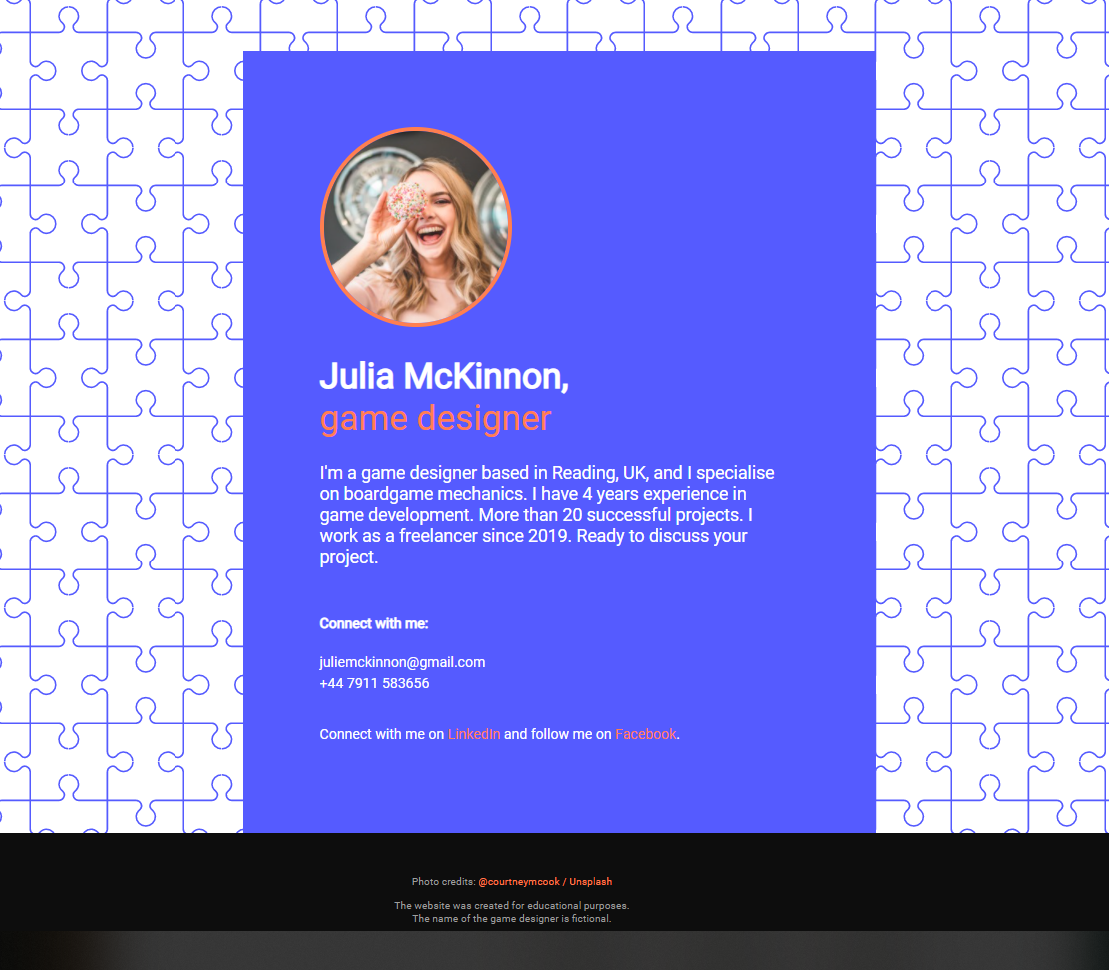 Julia McKinnon,
game designer
I'm a game designer based in Reading, UK, and I specialise
on boardgame mechanics. I have 4 years experience in
game development. More than 20 successful projects. I
work as a freelancer since 2019. Ready to discuss your
project.
Connect with me:
juliemckinnon@gmail.com
+44 7911 583656
Connect with me on LinkedIn and follow me on Facebook.
Photo credits: @courtneymcook / Unsplash
The website was created for educational purposes.
The name of the game designer is fictional.